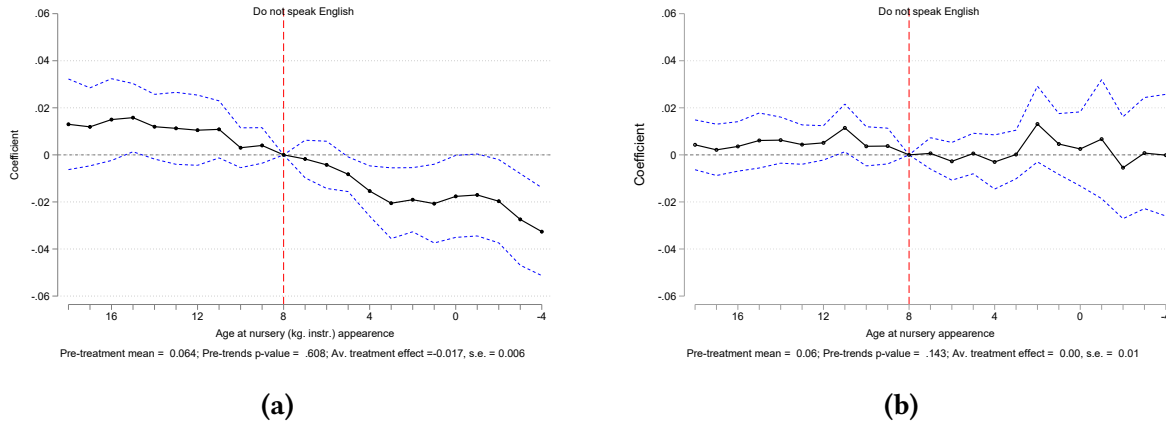 Do not speak English
.06
.04
.02
0
-.02
-.04
-.06
Coefficient
16 12 8 4 0 -4
Age at nursery (kg. instr.) appearence
Pre-treatment mean = 0.064; Pre-trends p-value = .608; Av. treatment effect =-0.017, s.e. = 0.006
(a)
Do not speak English
.06
.04
.02
0
-.02
-.04
-.06
Coefficient
16 12 8 4 0 -4
Age at nursery appearence
Pre-treatment mean = 0.06; Pre-trends p-value = .143; Av. treatment effect = 0.00, s.e. = 0.01
(b)